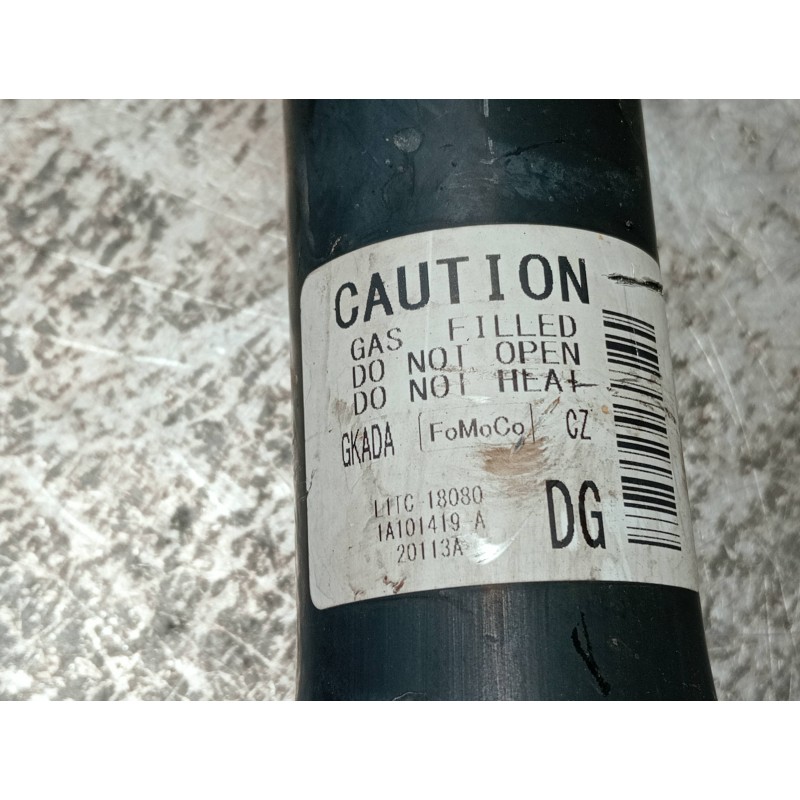 CAUTION
GAS FILLED
DO NOT OPEN
DO NOT HEAT
GKADA FoMoCo CZ
L1TC-18080
1A101419 A
DG
20113A